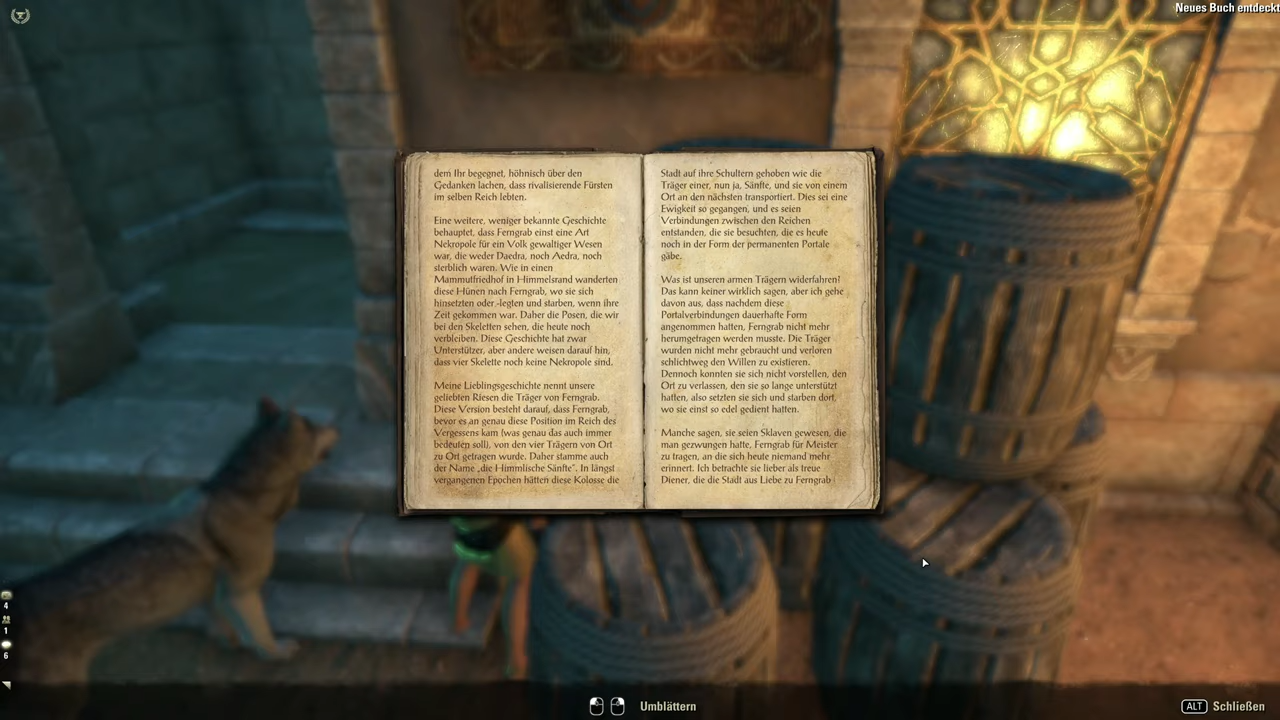 Neues Buch entdeckt
dem Ihr begegnet, höhnisch über den
Gedanken lachen, dass rivalisierende Fürsten
im selben Reich lebten.
Eine weitere, weniger bekannte Geschichte
behauptet, dass Ferngrab einst eine Art
Nekropole für ein Volk gewaltiger Wesen
war, die weder Daedra, noch Aedra, noch
sterblich waren. Wie in einen
Mammutfriedhof in Himmelsrand wanderten
diese Hünen nach Ferngrab, wo sie sich
hinsetzten oder -legten und starben, wenn ihre
Zeit gekommen war. Daher die Posen, die wir
bei den Skeletten sehen, die heute noch
verbleiben. Diese Geschichte hat zwar
Unterstützer, aber andere weisen darauf hin,
dass vier Skelette noch keine Nekropole sind.
Meine Lieblingsgeschichte nennt unsere
geliebten Riesen die Träger von Ferngrab.
Diese Version besteht darauf, dass Ferngrab,
bevor es an genau diese Position im Reich des
Vergessens kam (was genau das auch immer
bedeuten soll), von den vier Trägern von Ort
zu Ort getragen wurde. Daher stamme auch
der Name „die Himmlische Sänfte“. In längst
vergangenen Epochen hätten diese Kolosse die
Stadt auf ihre Schultern gehoben wie die
Träger einer, nun ja, Sänfte, und sie von einem
Ort an den nächsten transportiert. Dies sei eine
Ewigkeit so gegangen, und es seien
Verbindungen zwischen den Reichen
entstanden, die sie besuchten, die es heute
noch in der Form der permanenten Portale
gäbe.
Was ist unseren armen Trägern widerfahren?
Das kann keiner wirklich sagen, aber ich gehe
davon aus, dass nachdem diese
Portalverbindungen dauerhafte Form
angenommen hatten, Ferngrab nicht mehr
herumgetragen werden musste. Die Träger
wurden nicht mehr gebraucht und verloren
schlichtweg den Willen zu existieren.
Dennoch konnten sie sich nicht vorstellen, den
Ort zu verlassen, den sie so lange unterstützt
hatten, also setzten sie sich und starben dort,
wo sie einst so edel gedient hatten.
Manche sagen, sie seien Sklaven gewesen, die
man gezwungen hatte, Ferngrab für Meister
zu tragen, an die sich heute niemand mehr
erinnert. Ich betrachte sie lieber als treue
Diener, die die Stadt aus Liebe zu Ferngrab
4
1
6
Umblättern
ALT Schließen